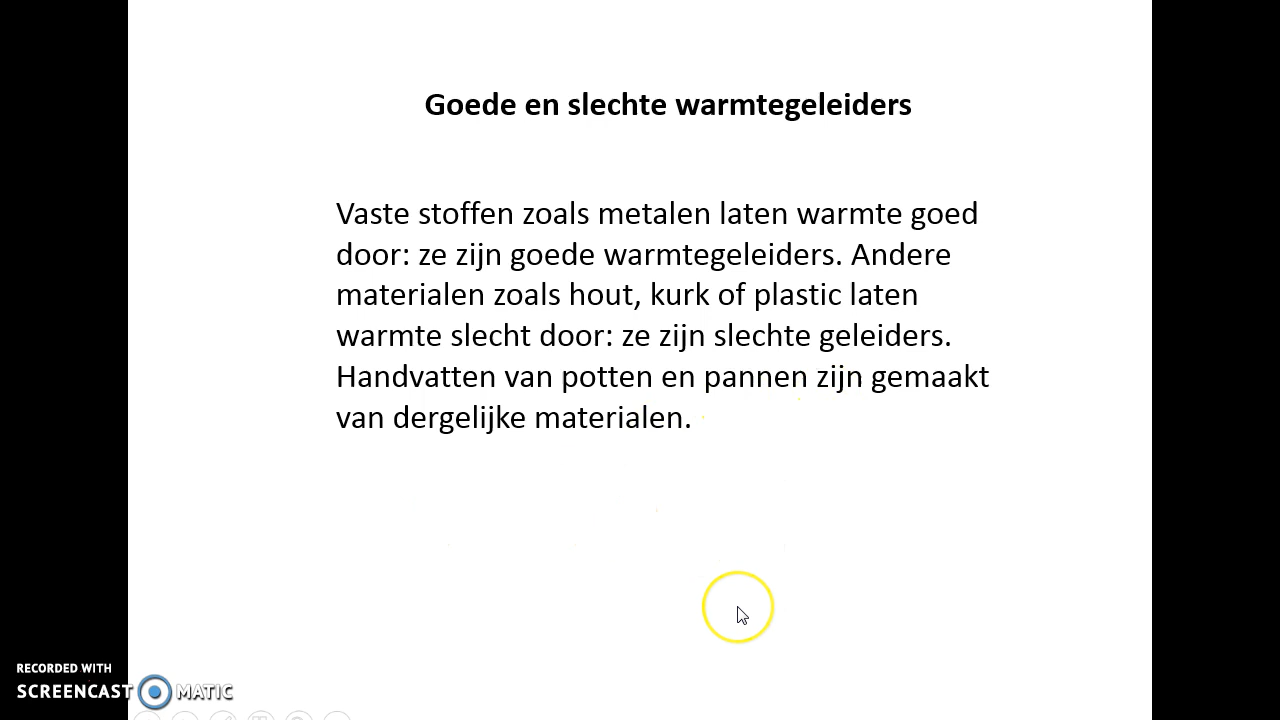 Goede en slechte warmtegeleiders
Vaste stoffen zoals metalen laten warmte goed
door: ze zijn goede warmtegeleiders. Andere
materialen zoals hout, kurk of plastic laten
warmte slecht door: ze zijn slechte geleiders.
Handvatten van potten en pannen zijn gemaakt
van dergelijke materialen.
RECORDED WITH
SCREENCAST MATIC